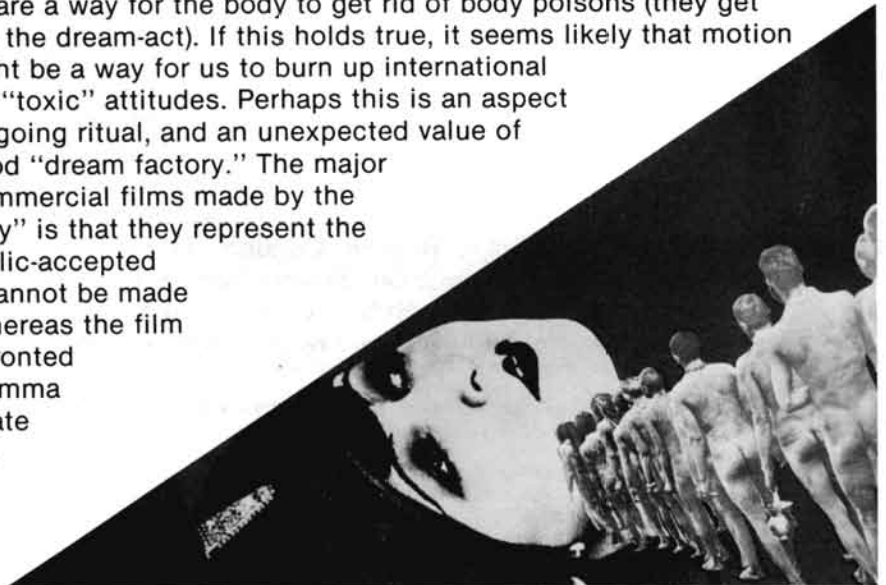 are a way for the body to get rid of body poisons (they get
the dream-act). If this holds true, it seems likely that motion
nt be a way for us to burn up international
"toxic" attitudes. Perhaps this is an aspect
going ritual, and an unexpected value of
od "dream factory." The major
mmercial films made by the
y" is that they represent the
lic-accepted
annot be made
hereas the film
onted
mma
ate